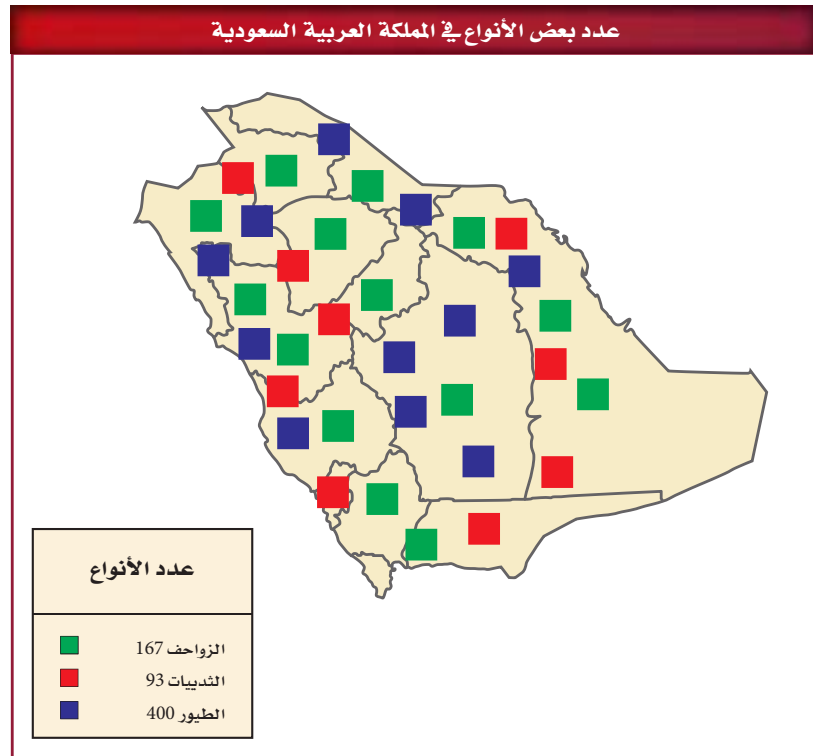 عدد بعض الأنواع في المملكة العربية السعودية
عدد الأنواع
الزواحف 167
الثدييات 93
الطيور 400